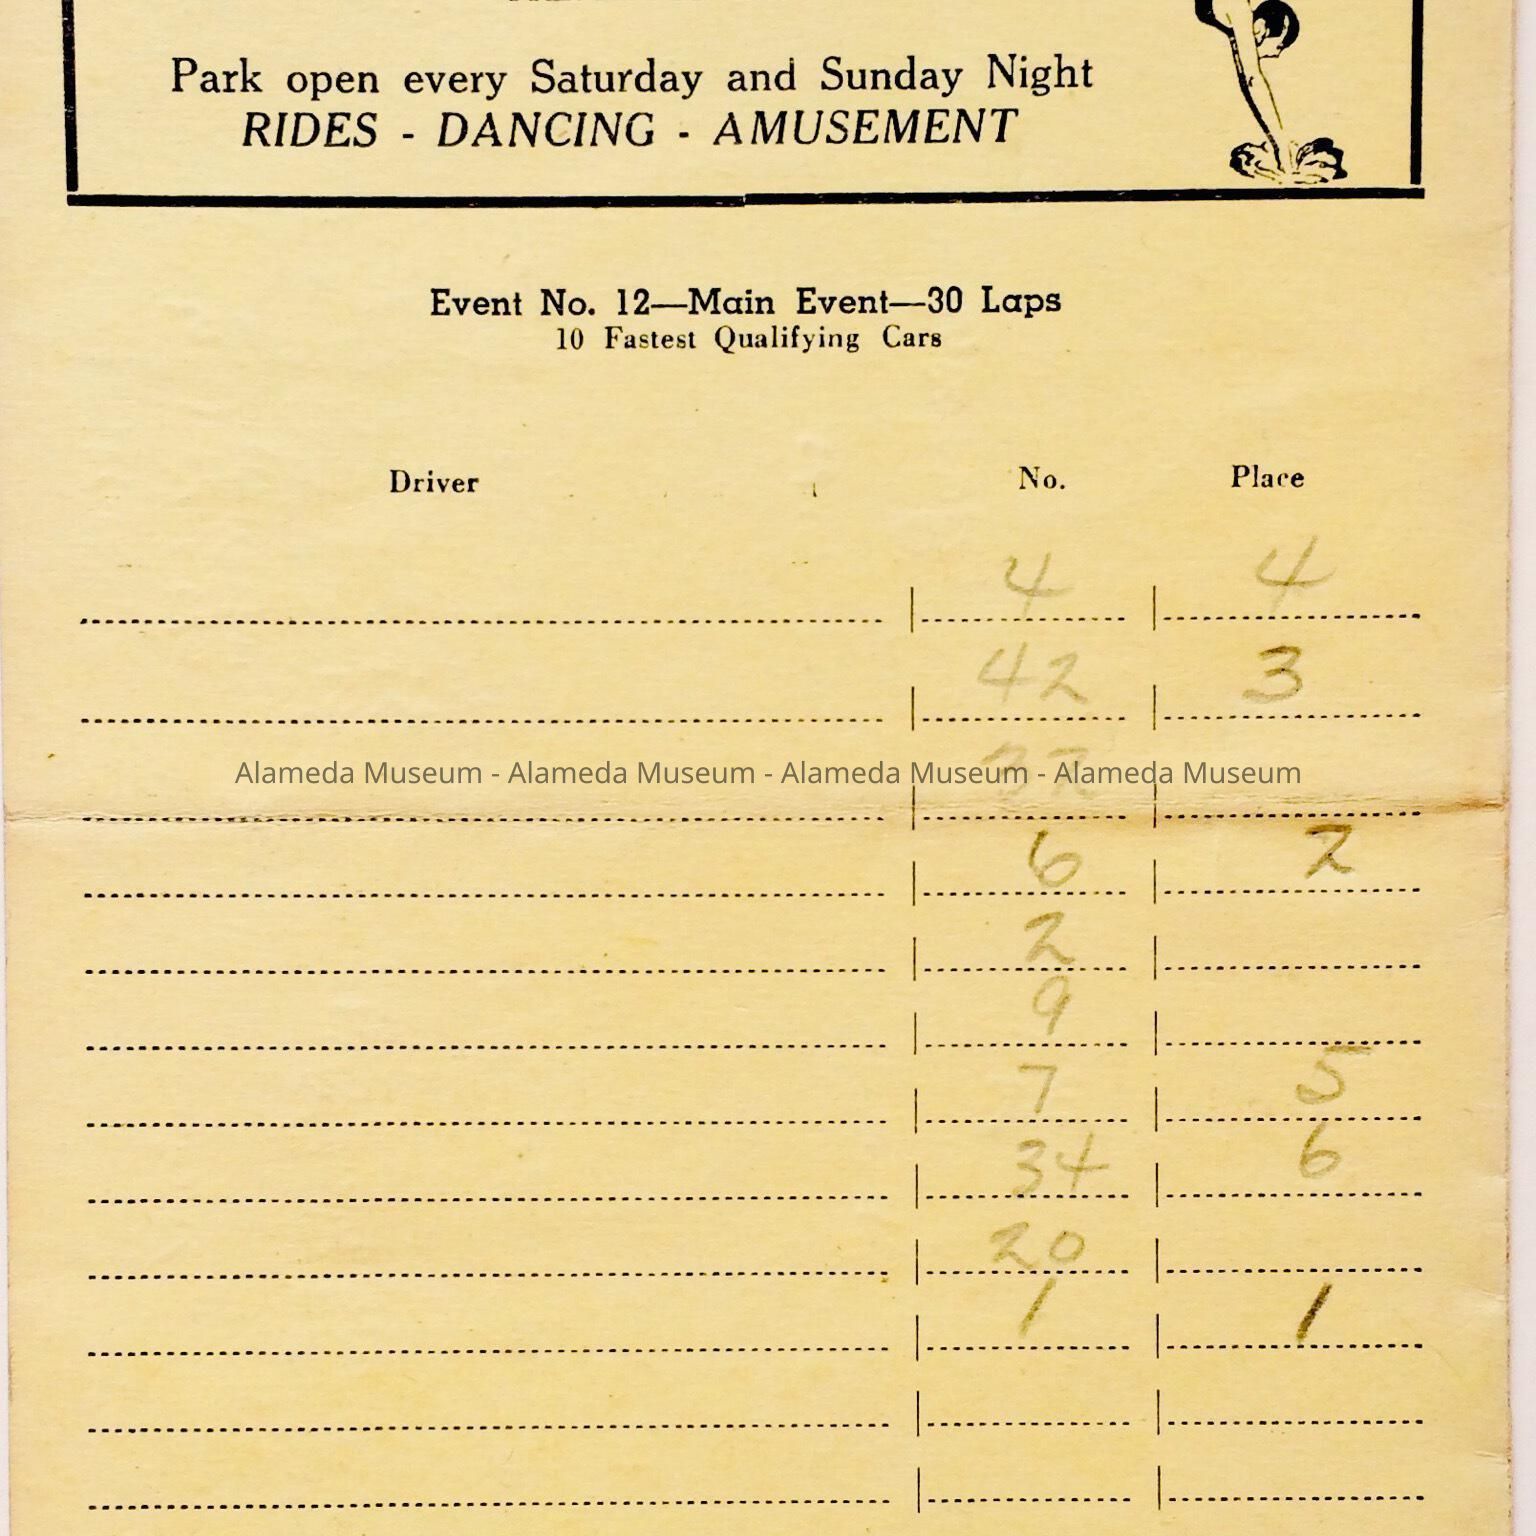 Park open every Saturday and Sunday Night
RIDES - DANCING - AMUSEMENT
Event No. 12—Main Event—30 Laps
10 Fastest Qualifying Cars
Driver No. Place
4 4
42 3
Alameda Museum - Alameda Museum - Alameda Museum - Alameda Museum
32
6 2
2
9
7 5
34 6
20
1 1